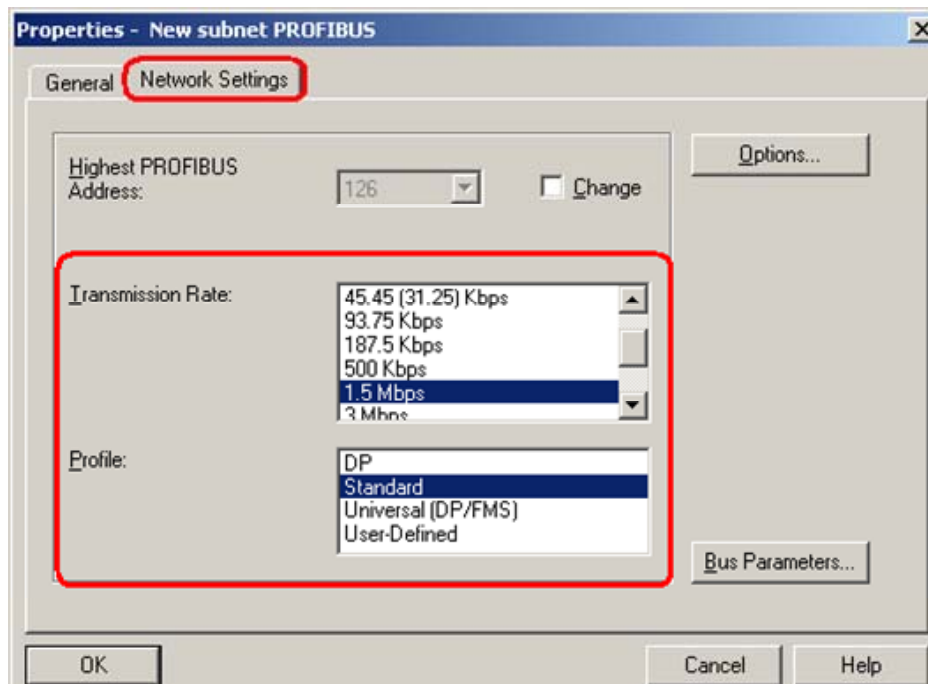 Properties - New subnet PROFIBUS
General
Network Settings
Highest PROFIBUS
Address:
126
Change
Options...
Transmission Rate:
45.45 (31.25) Kbps
93.75 Kbps
187.5 Kbps
500 Kbps
1.5 Mbps
3 Mbps
Profile:
DP
Standard
Universal (DP/FMS)
User-Defined
Bus Parameters...
OK
Cancel
Help